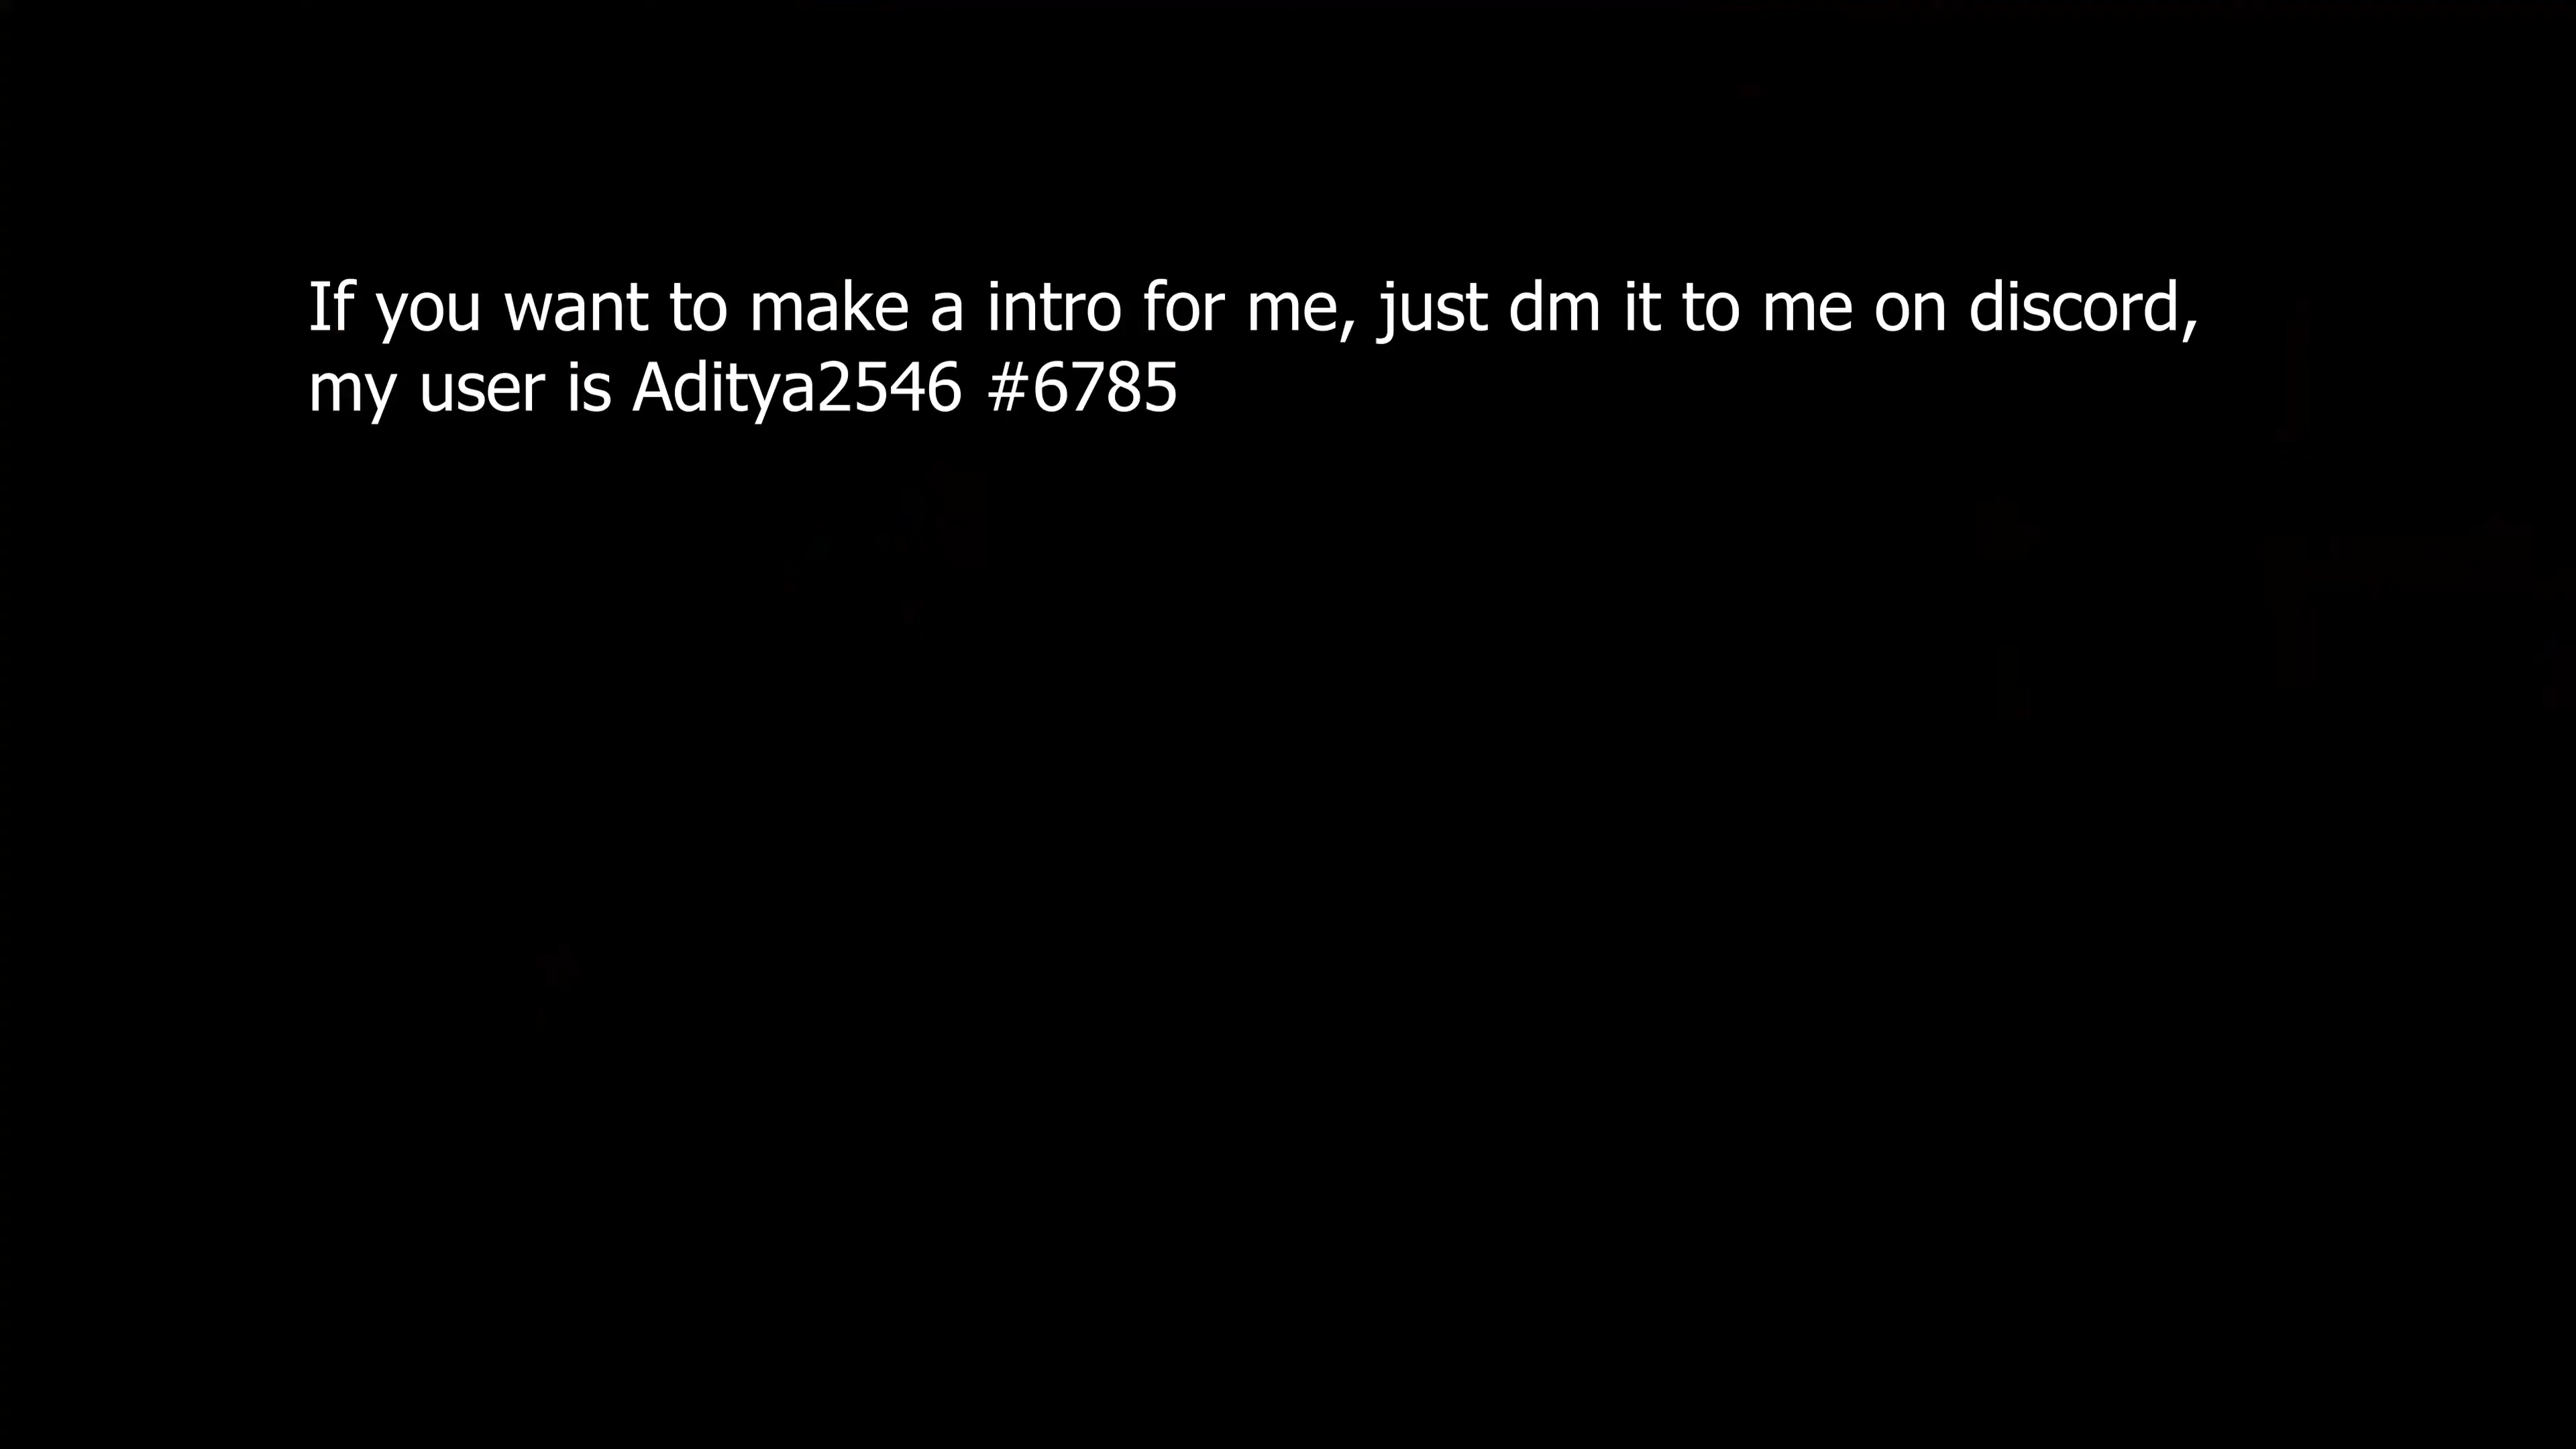 If you want to make a intro for me, just dm it to me on discord,
my user is Aditya2546 #6785